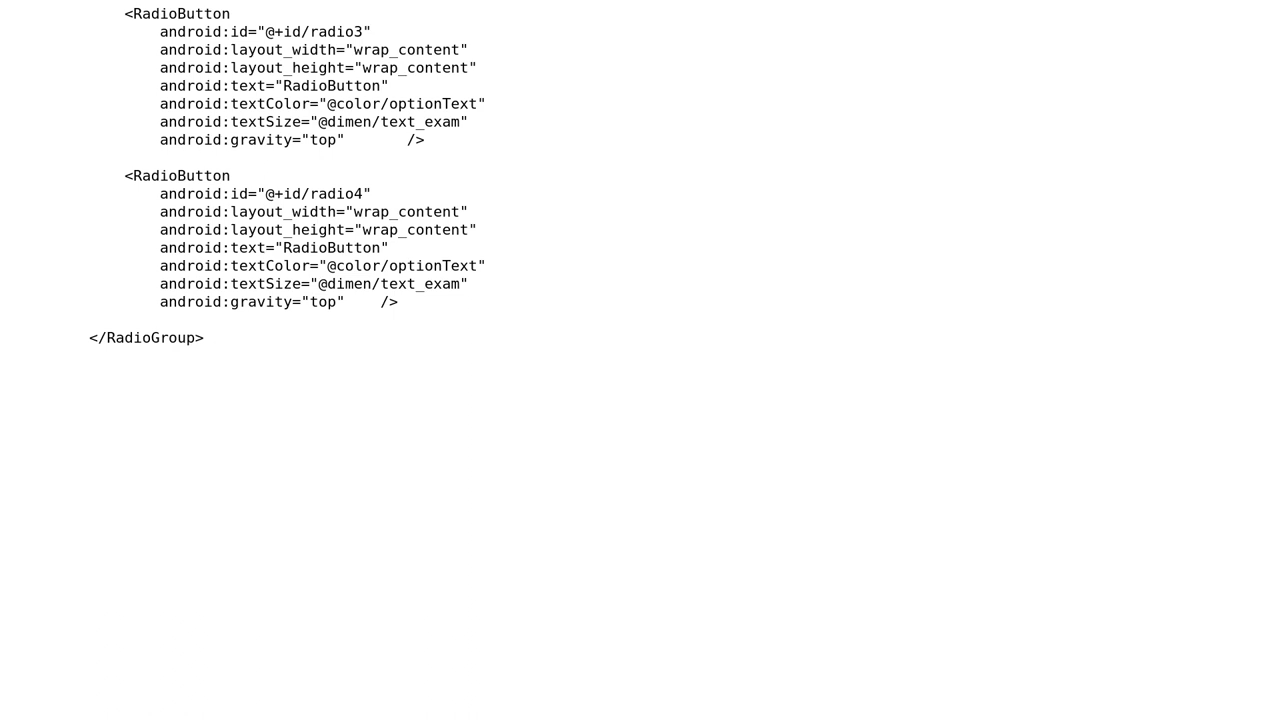 <RadioButton
        android:id="@+id/radio3"
        android:layout_width="wrap_content"
        android:layout_height="wrap_content"
        android:text="RadioButton"
        android:textColor="@color/optionText"
        android:textSize="@dimen/text_exam"
        android:gravity="top"       />

    <RadioButton
        android:id="@+id/radio4"
        android:layout_width="wrap_content"
        android:layout_height="wrap_content"
        android:text="RadioButton"
        android:textColor="@color/optionText"
        android:textSize="@dimen/text_exam"
        android:gravity="top"    />

</RadioGroup>